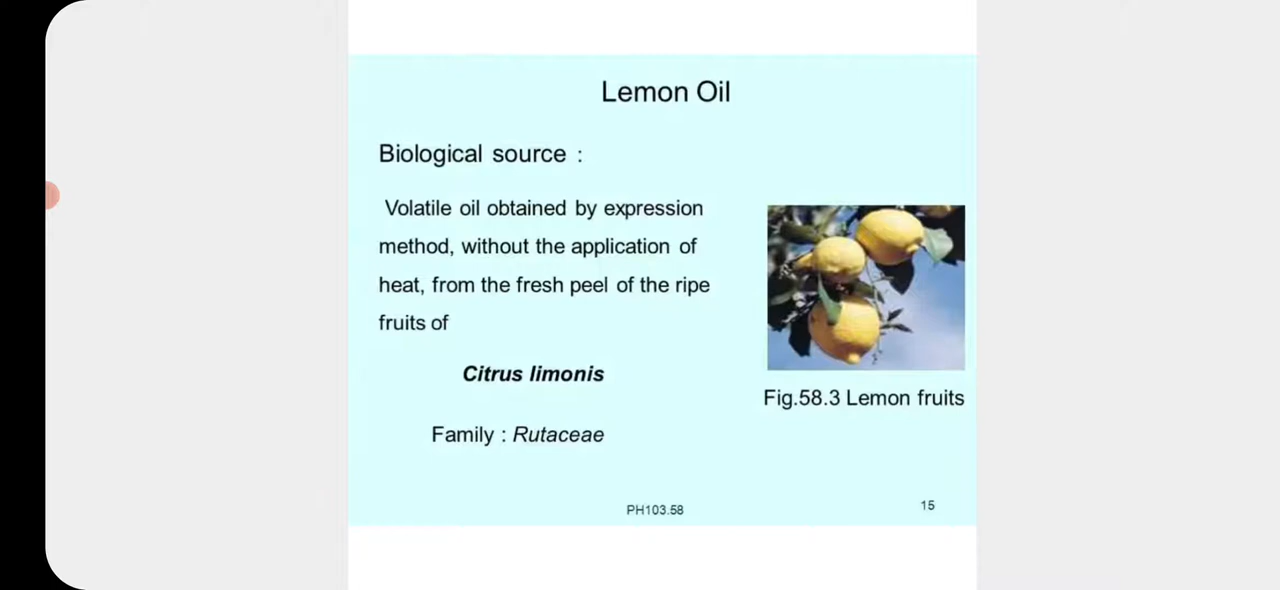 Lemon Oil
Biological source :
Volatile oil obtained by expression
method, without the application of
heat, from the fresh peel of the ripe
fruits of
Citrus limonis
Family : Rutaceae
Fig.58.3 Lemon fruits
PH103.58
15